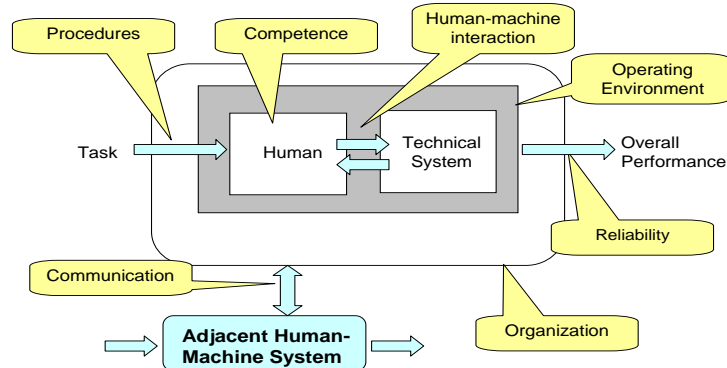 Procedures
Competence
Human-machine
interaction
Operating
Environment
Task
Human
Technical
System
Overall
Performance
Reliability
Communication
Organization
Adjacent Human-
Machine System